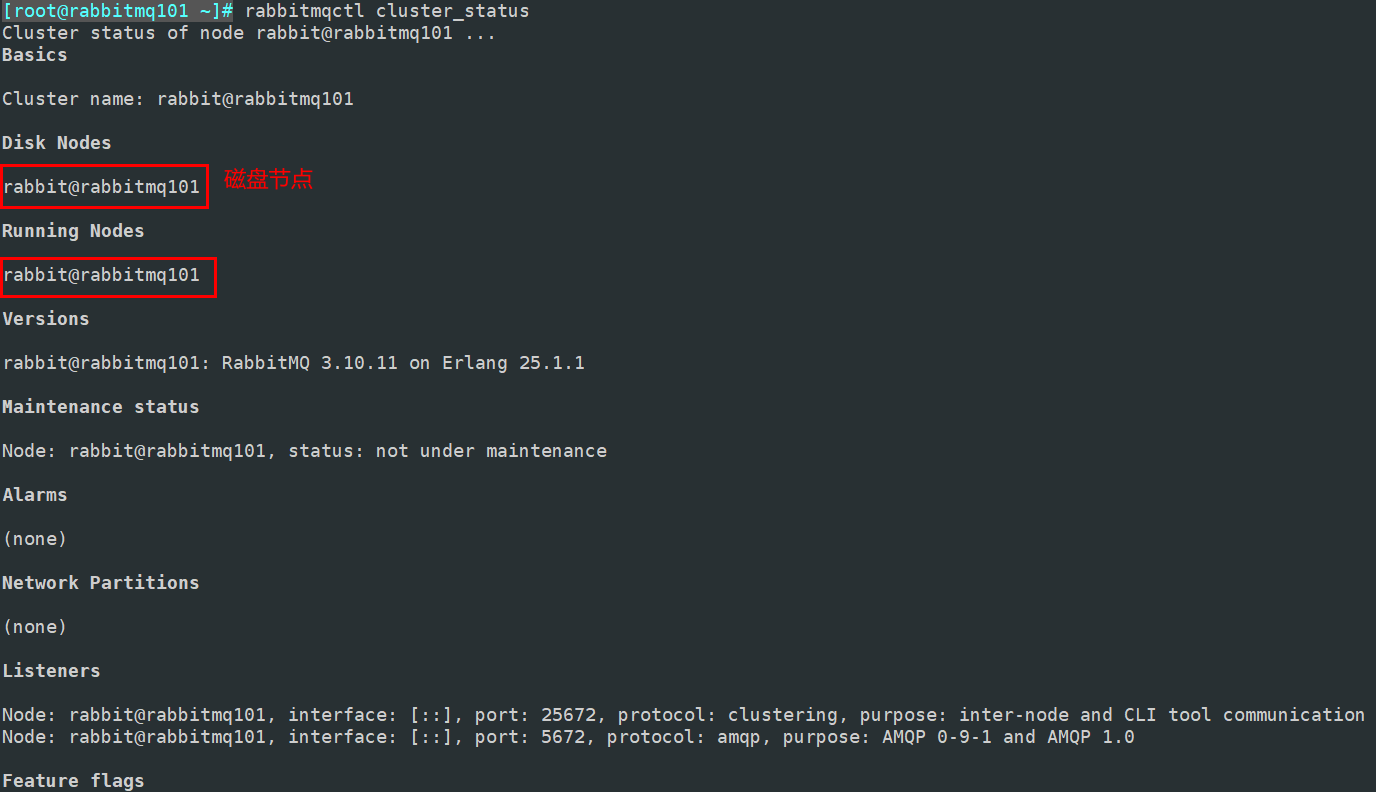 [root@rabbitmq101 ~]# rabbitmqctl cluster_status
Cluster status of node rabbit@rabbitmq101 ...
Basics
Cluster name: rabbit@rabbitmq101
Disk Nodes
rabbit@rabbitmq101 磁盘节点
Running Nodes
rabbit@rabbitmq101
Versions
rabbit@rabbitmq101: RabbitMQ 3.10.11 on Erlang 25.1.1
Maintenance status
Node: rabbit@rabbitmq101, status: not under maintenance
Alarms
(none)
Network Partitions
(none)
Listeners
Node: rabbit@rabbitmq101, interface: [::], port: 25672, protocol: clustering, purpose: inter-node and CLI tool communication
Node: rabbit@rabbitmq101, interface: [::], port: 5672, protocol: amqp, purpose: AMQP 0-9-1 and AMQP 1.0
Feature flags